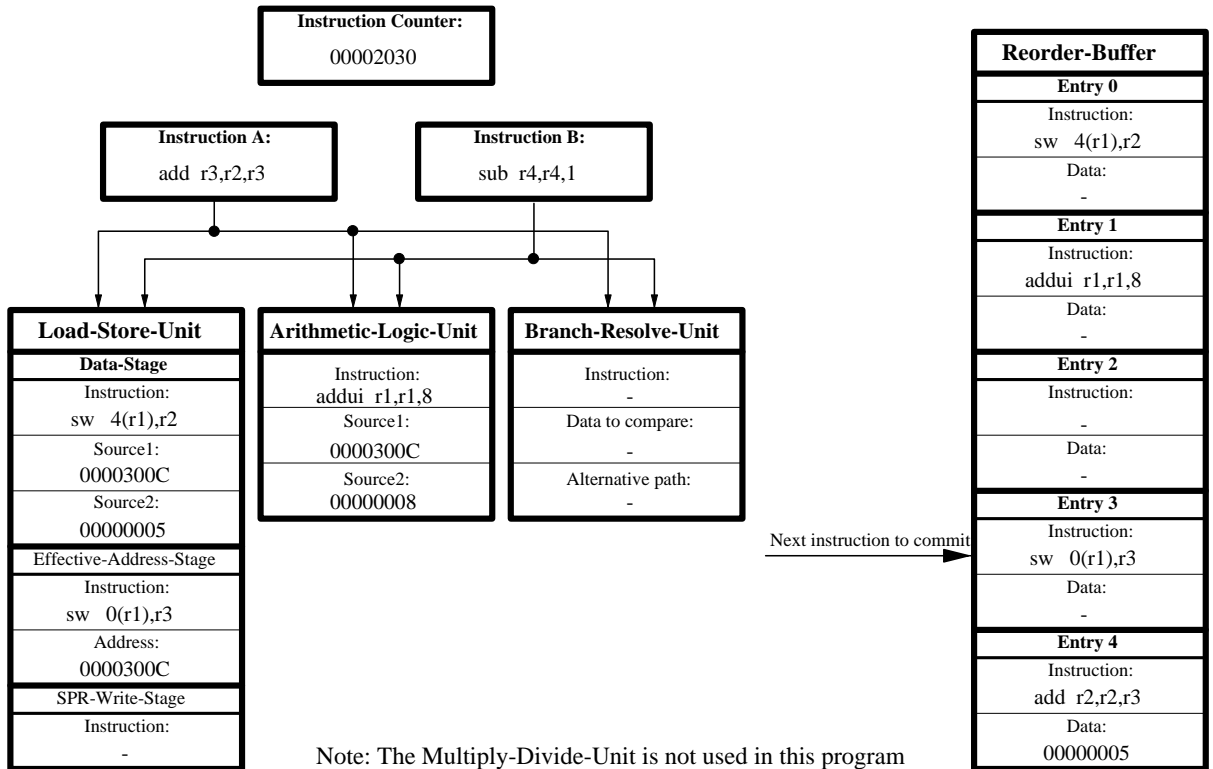 Instruction Counter:
00002030
Instruction A:
add r3,r2,r3
Instruction B:
sub r4,r4,1
Load-Store-Unit
Data-Stage
Instruction:
sw 4(r1),r2
Source1:
0000300C
Source2:
00000005
Effective-Address-Stage
Instruction:
sw 0(r1),r3
Address:
0000300C
SPR-Write-Stage
Instruction:
-
Arithmetic-Logic-Unit
Instruction:
addui r1,r1,8
Source1:
0000300C
Source2:
00000008
Branch-Resolve-Unit
Instruction:
-
Data to compare:
-
Alternative path:
-
Next instruction to commit
Reorder-Buffer
Entry 0
Instruction:
sw 4(r1),r2
Data:
-
Entry 1
Instruction:
addui r1,r1,8
Data:
-
Entry 2
Instruction:
-
Data:
-
Entry 3
Instruction:
sw 0(r1),r3
Data:
-
Entry 4
Instruction:
add r2,r2,r3
Data:
00000005
Note: The Multiply-Divide-Unit is not used in this program